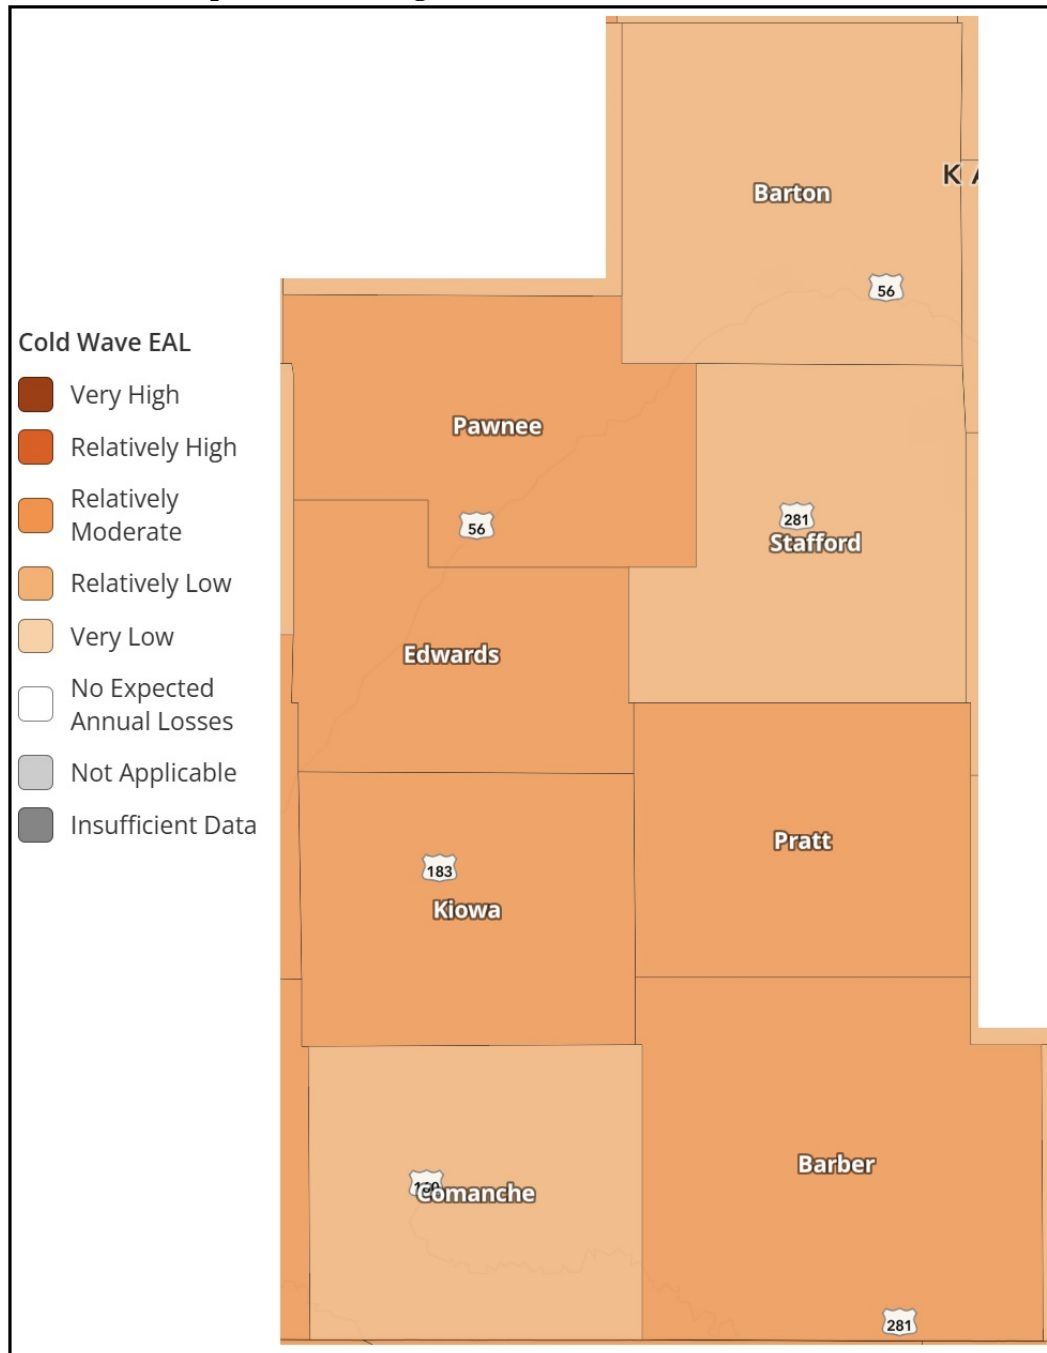 K A
Barton
56
Cold Wave EAL
Very High
Relatively High
Relatively
Moderate
Relatively Low
Very Low
No Expected
Annual Losses
Not Applicable
Insufficient Data
Pawnee
56
281
Stafford
Edwards
Pratt
183
Kiowa
Barber
160
Comanche
281